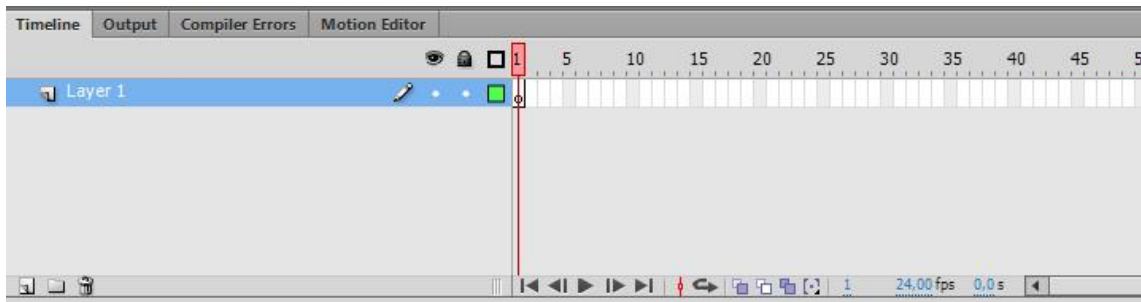 Timeline Output Compiler Errors Motion Editor
1 5 10 15 20 25 30 35 40 45 5
Layer 1
1 24,00 fps 0,0 s